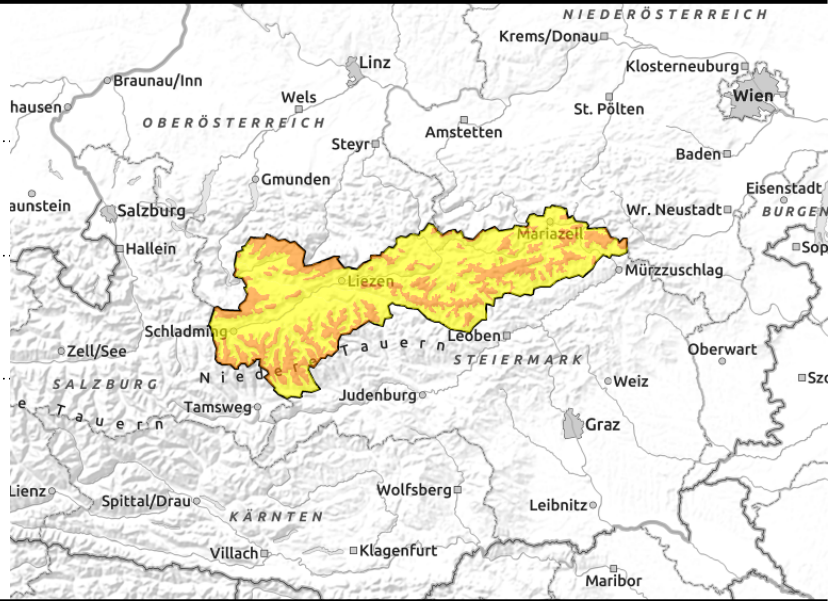 NIEDERÖSTERREICH
Krems/Donau
Linz
Klosterneuburg
Braunau/Inn
Wien
Wels
hausen
St. Pölten
OBERÖSTERREICH
Amstetten
Steyr
Baden
Gmunden
Eisenstadt
aunstein
Salzburg
Wr. Neustadt
BURGEN
Mariazell
Hallein
Sop
Mürzzuschlag
Liezen
Schladming
Leoben
Niedere Tauern
Zell/See
STEIERMARK
Oberwart
SALZBURG
Weiz
Szo
Judenburg
e Tauern
Tamsweg
Graz
Lienz
Wolfsberg
Spittal/Drau
Leibnitz
KÄRNTEN
Villach
Klagenfurt
Maribor